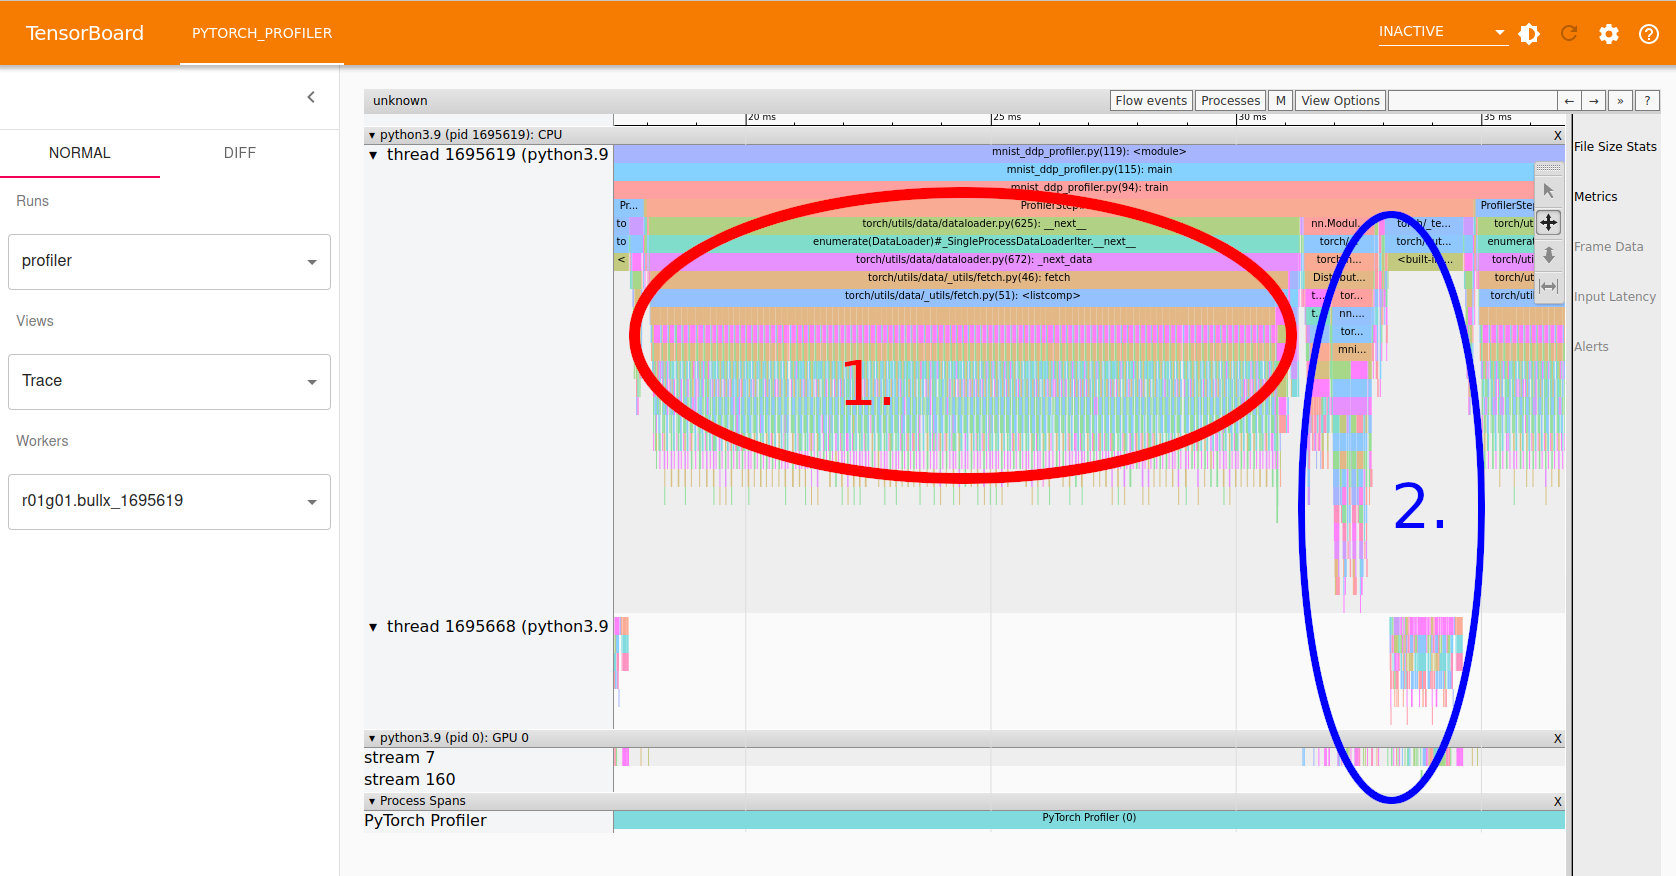 TensorBoard
PYTORCH_PROFILER
INACTIVE
NORMAL
DIFF
Runs
profiler
Views
Trace
Workers
r01g01.bullx_1695619
unknown
Flow events
Processes
M
View Options
←
→
»
?
20 ms
25 ms
30 ms
35 ms
python3.9 (pid 1695619): CPU
X
thread 1695619 (python3.9
mnist_ddp_profiler.py(119): <module>
mnist_ddp_profiler.py(115): main
mnist_ddp_profiler.py(94): train
Pr...
ProfilerStep
ProfilerSte
to
torch/utils/data/dataloader.py(625): __next__
nn.Modul...
torch/_te...
torch/ut
to
enumerate(DataLoader)#_SingleProcessDataLoaderIter.__next__
torch/
torch/aut...
enumerat
<
torch/utils/data/dataloader.py(672): _next_data
torch/n...
<built-in...
torch/uti
torch/utils/data/_utils/fetch.py(46): fetch
Distribut...
torch/ut
torch/utils/data/_utils/fetch.py(51): <listcomp>
t...
tor...
torch/uti
t.
nn....
tor...
mni...
1.
2.
thread 1695668 (python3.9
python3.9 (pid 0): GPU 0
X
stream 7
stream 160
Process Spans
X
PyTorch Profiler
PyTorch Profiler (0)
File Size Stats
Metrics
Frame Data
Input Latency
Alerts